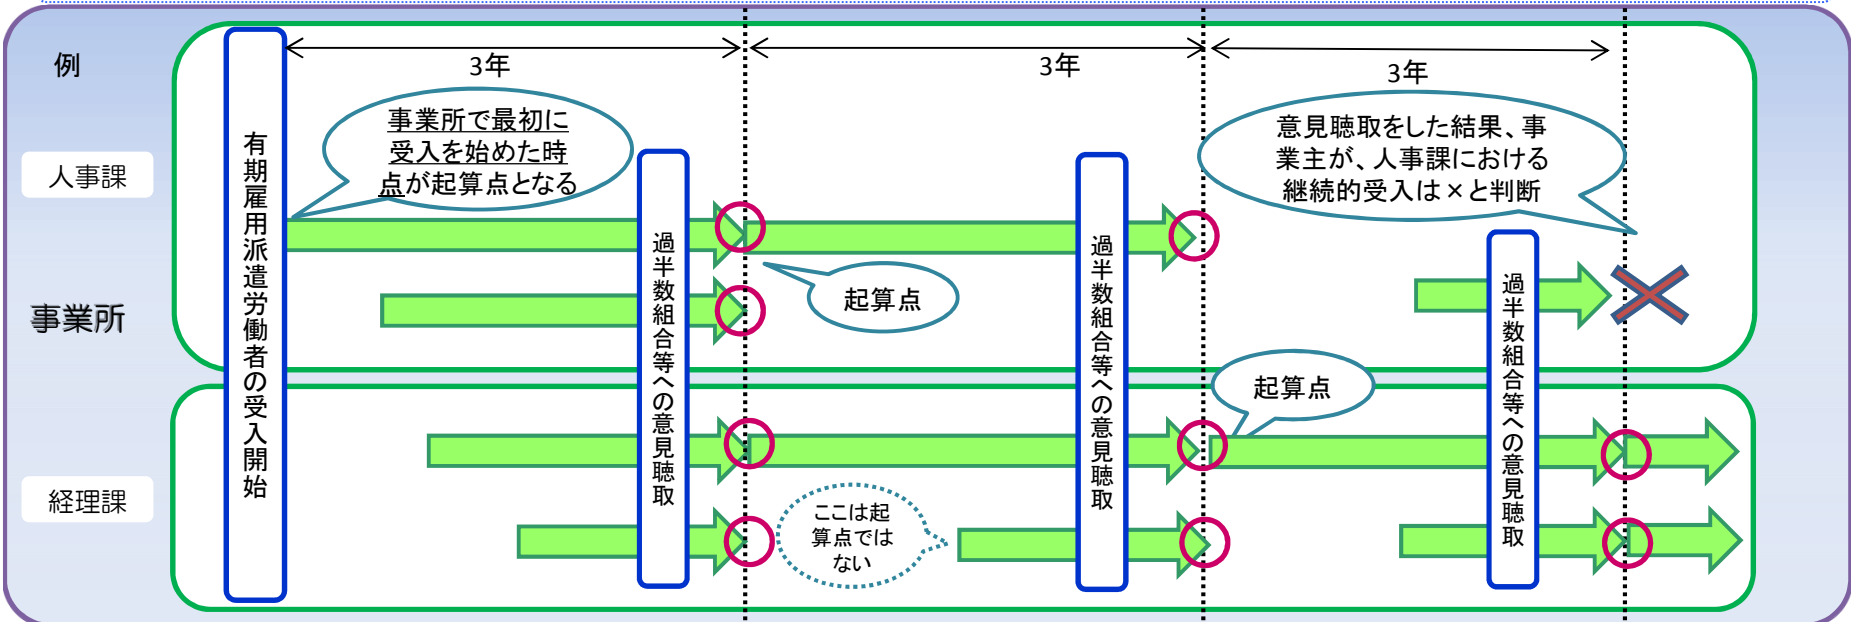 例
3年
3年
3年
事業所で最初に
受入を始めた時
点が起算点となる
意見聴取をした結果、事
業主が、人事課における
継続的受入は×と判断
人事課
事業所
経理課
有期雇用派遣労働者の受入開始
過半数組合等への意見聴取
起算点
過半数組合等への意見聴取
起算点
過半数組合等への意見聴取
ここは起
算点では
ない